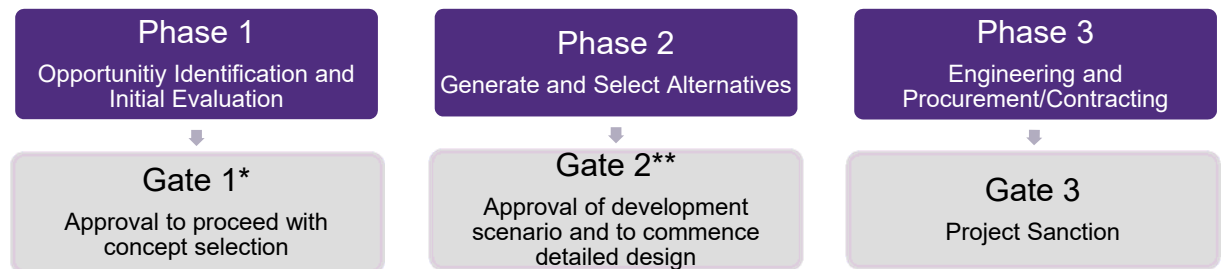 Phase 1
Opportunitiy Identification and
Initial Evaluation
Gate 1*
Approval to proceed with
concept selection
Phase 2
Generate and Select Alternatives
Gate 2**
Approval of development
scenario and to commence
detailed design
Phase 3
Engineering and
Procurement/Contracting
Gate 3
Project Sanction